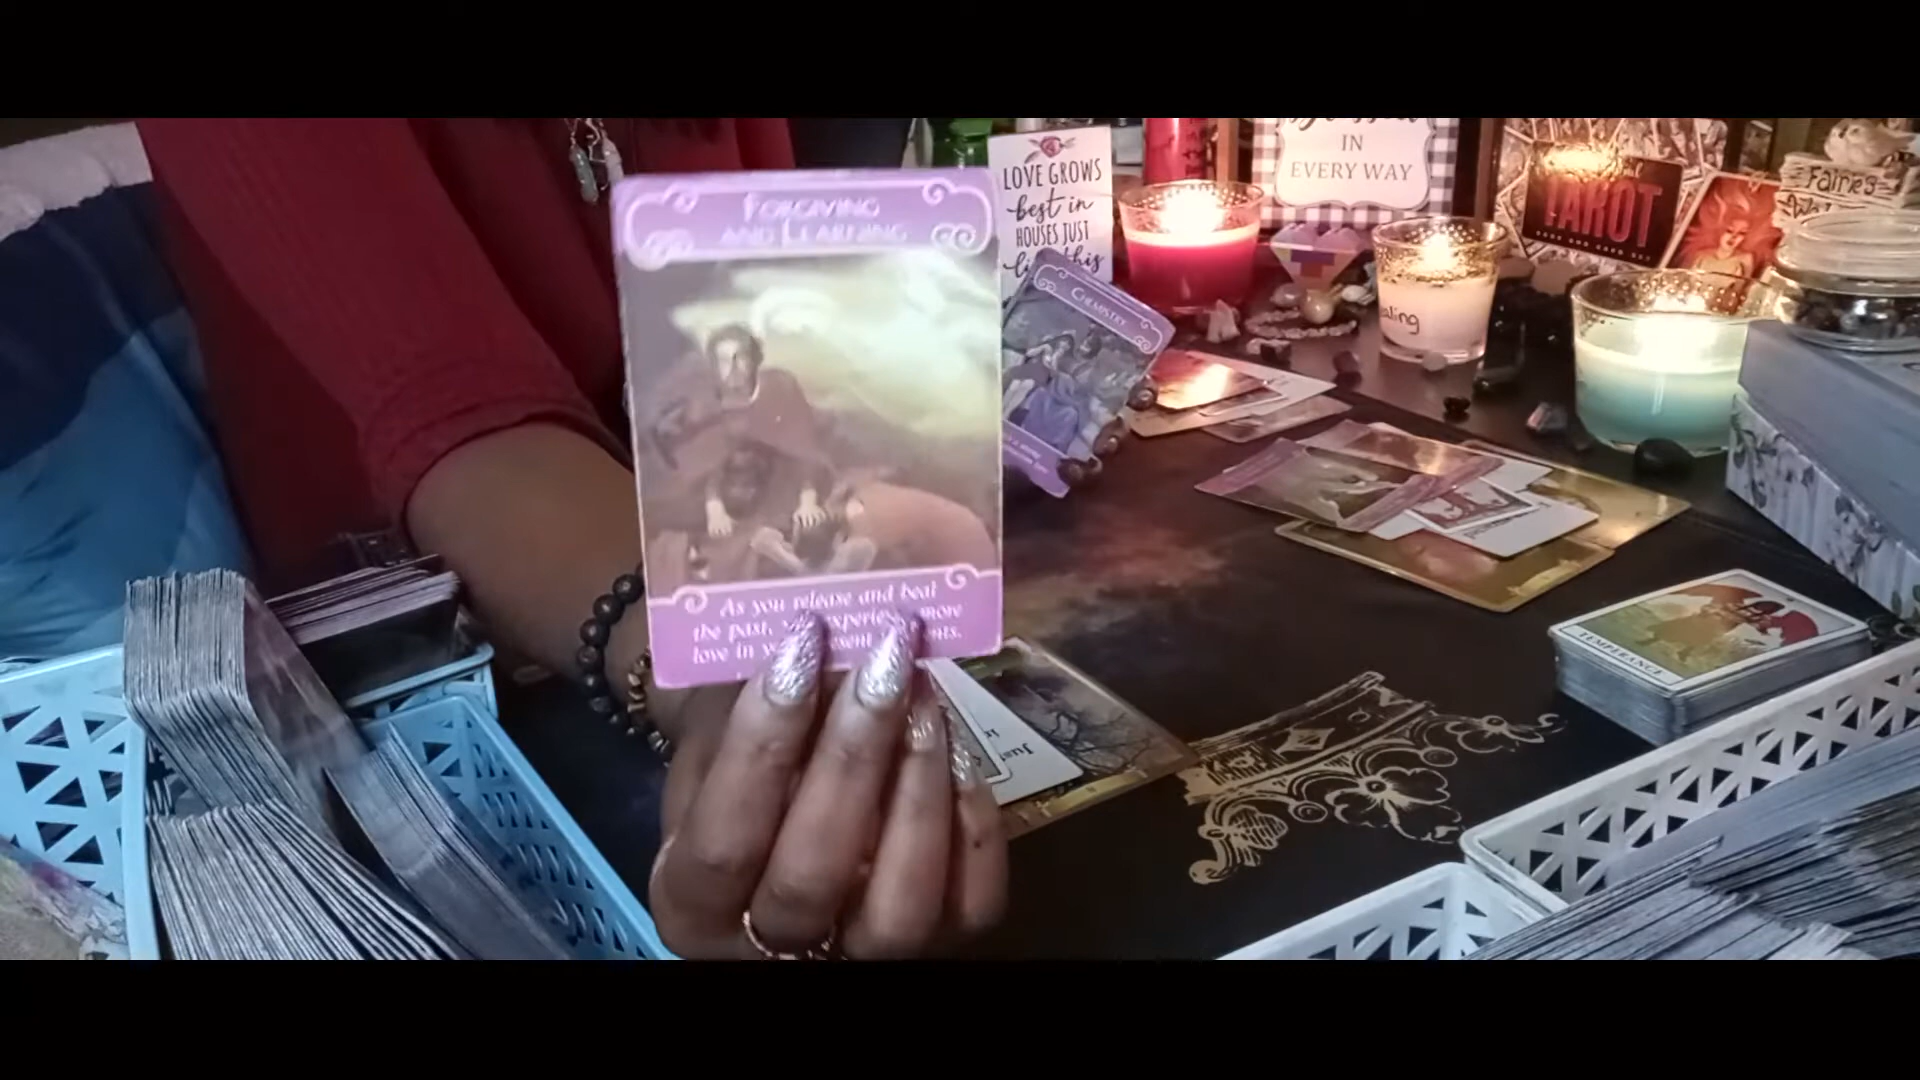 FORGIVING
AND LEARNING
As you release and heal
the past, you experience more
love in your present moments.
LOVE GROWS
best in
HOUSES JUST
like this
CHEMISTRY
IN
EVERY WAY
TAROT
Fairies
TEMPERANCE